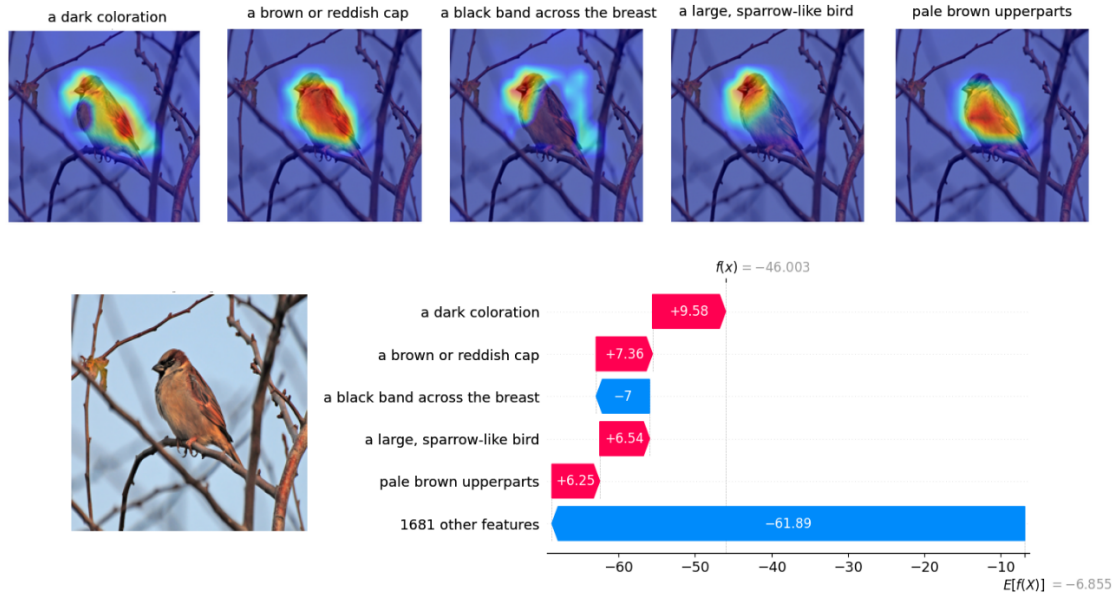 a dark coloration
a brown or reddish cap
a black band across the breast
a large, sparrow-like bird
pale brown upperparts
f(x) = −46.003
a dark coloration
+9.58
a brown or reddish cap
+7.36
a black band across the breast
−7
a large, sparrow-like bird
+6.54
pale brown upperparts
+6.25
1681 other features
−61.89
−60
−50
−40
−30
−20
−10
E[f(X)] = −6.855